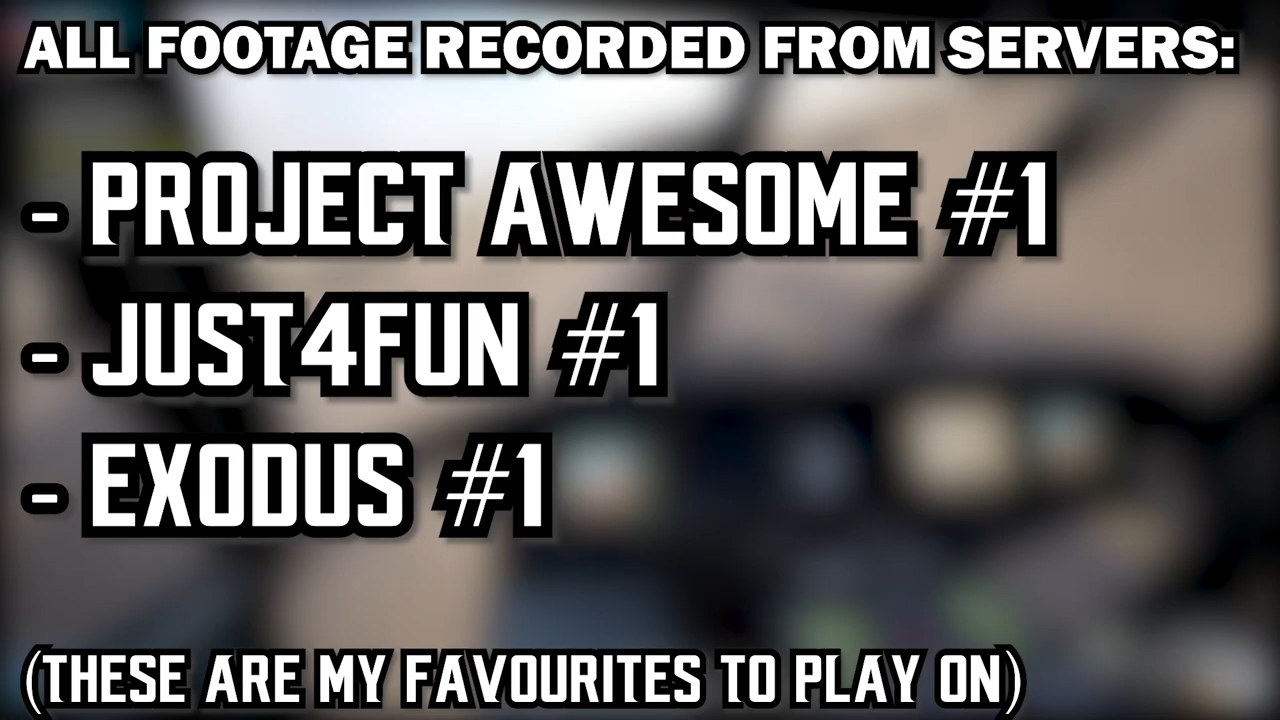 ALL FOOTAGE RECORDED FROM SERVERS:
- PROJECT AWESOME #1
- JUST4FUN #1
- EXODUS #1
(THESE ARE MY FAVOURITES TO PLAY ON)